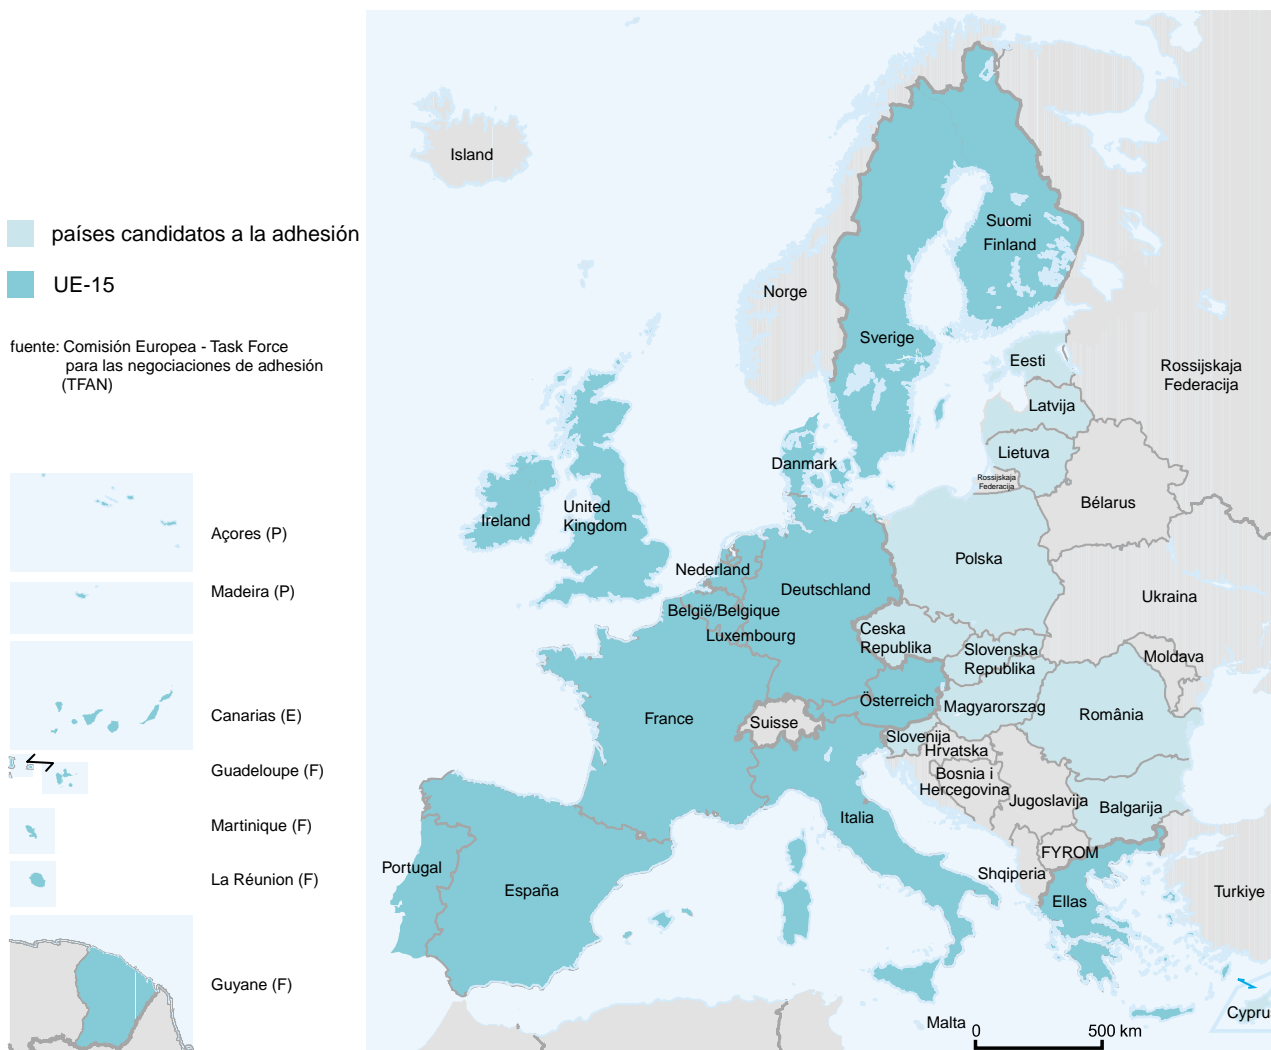 países candidatos a la adhesión
UE-15
fuente: Comisión Europea - Task Force
para las negociaciones de adhesión
(TFAN)
Açores (P)
Madeira (P)
Canarias (E)
Guadeloupe (F)
Martinique (F)
La Réunion (F)
Guyane (F)
Island
Suomi
Finland
Norge
Sverige
Eesti
Rossijskaja
Federacija
Latvija
Lietuva
Danmark
Rossijskaja
Federacija
Bélarus
United
Kingdom
Ireland
Polska
Nederland
Deutschland
Ukraina
België/Belgique
Luxembourg
Ceska
Republika
Slovenska
Republika
Moldava
Österreich
Magyarorszag
România
France
Suisse
Slovenija
Hrvatska
Bosnia i
Hercegovina
Jugoslavija
Balgarija
Italia
FYROM
Shqiperia
Portugal
España
Ellas
Turkiye
Malta
Cypru
0 500 km